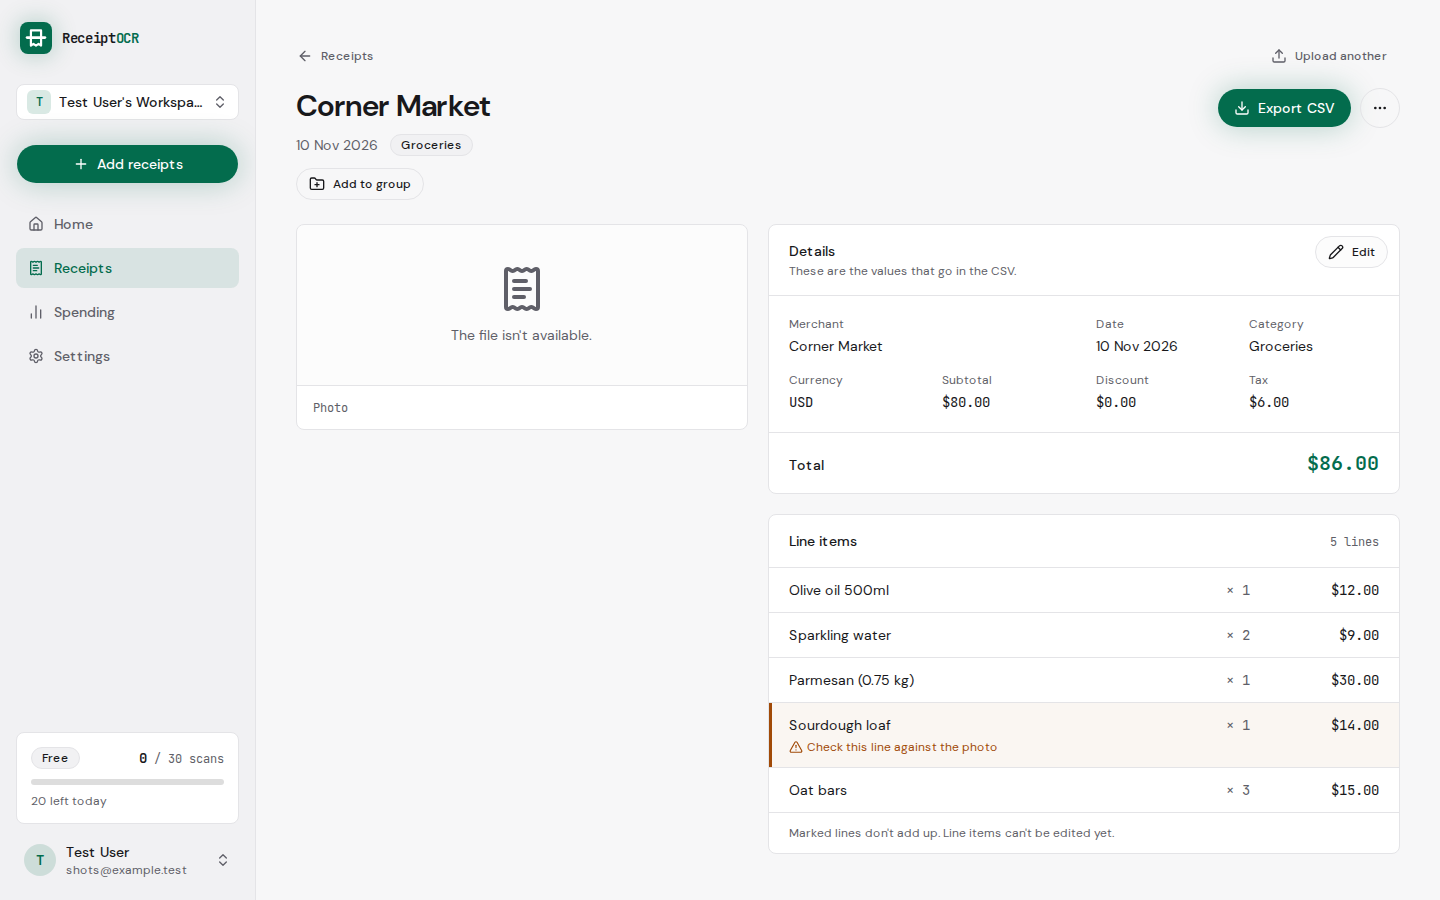 ReceiptOCR
T Test User's Workspa...
Add receipts
Home
Receipts
Spending
Settings
Free 0 / 30 scans
20 left today
T Test User
shots@example.test
Receipts
Upload another
Corner Market
Export CSV
10 Nov 2026 Groceries
Add to group
The file isn't available.
Photo
Details
These are the values that go in the CSV.
Edit
Merchant Date Category
Corner Market 10 Nov 2026 Groceries
Currency Subtotal Discount Tax
USD $80.00 $0.00 $6.00
Total $86.00
Line items 5 lines
Olive oil 500ml × 1 $12.00
Sparkling water × 2 $9.00
Parmesan (0.75 kg) × 1 $30.00
Sourdough loaf × 1 $14.00
Check this line against the photo
Oat bars × 3 $15.00
Marked lines don't add up. Line items can't be edited yet.